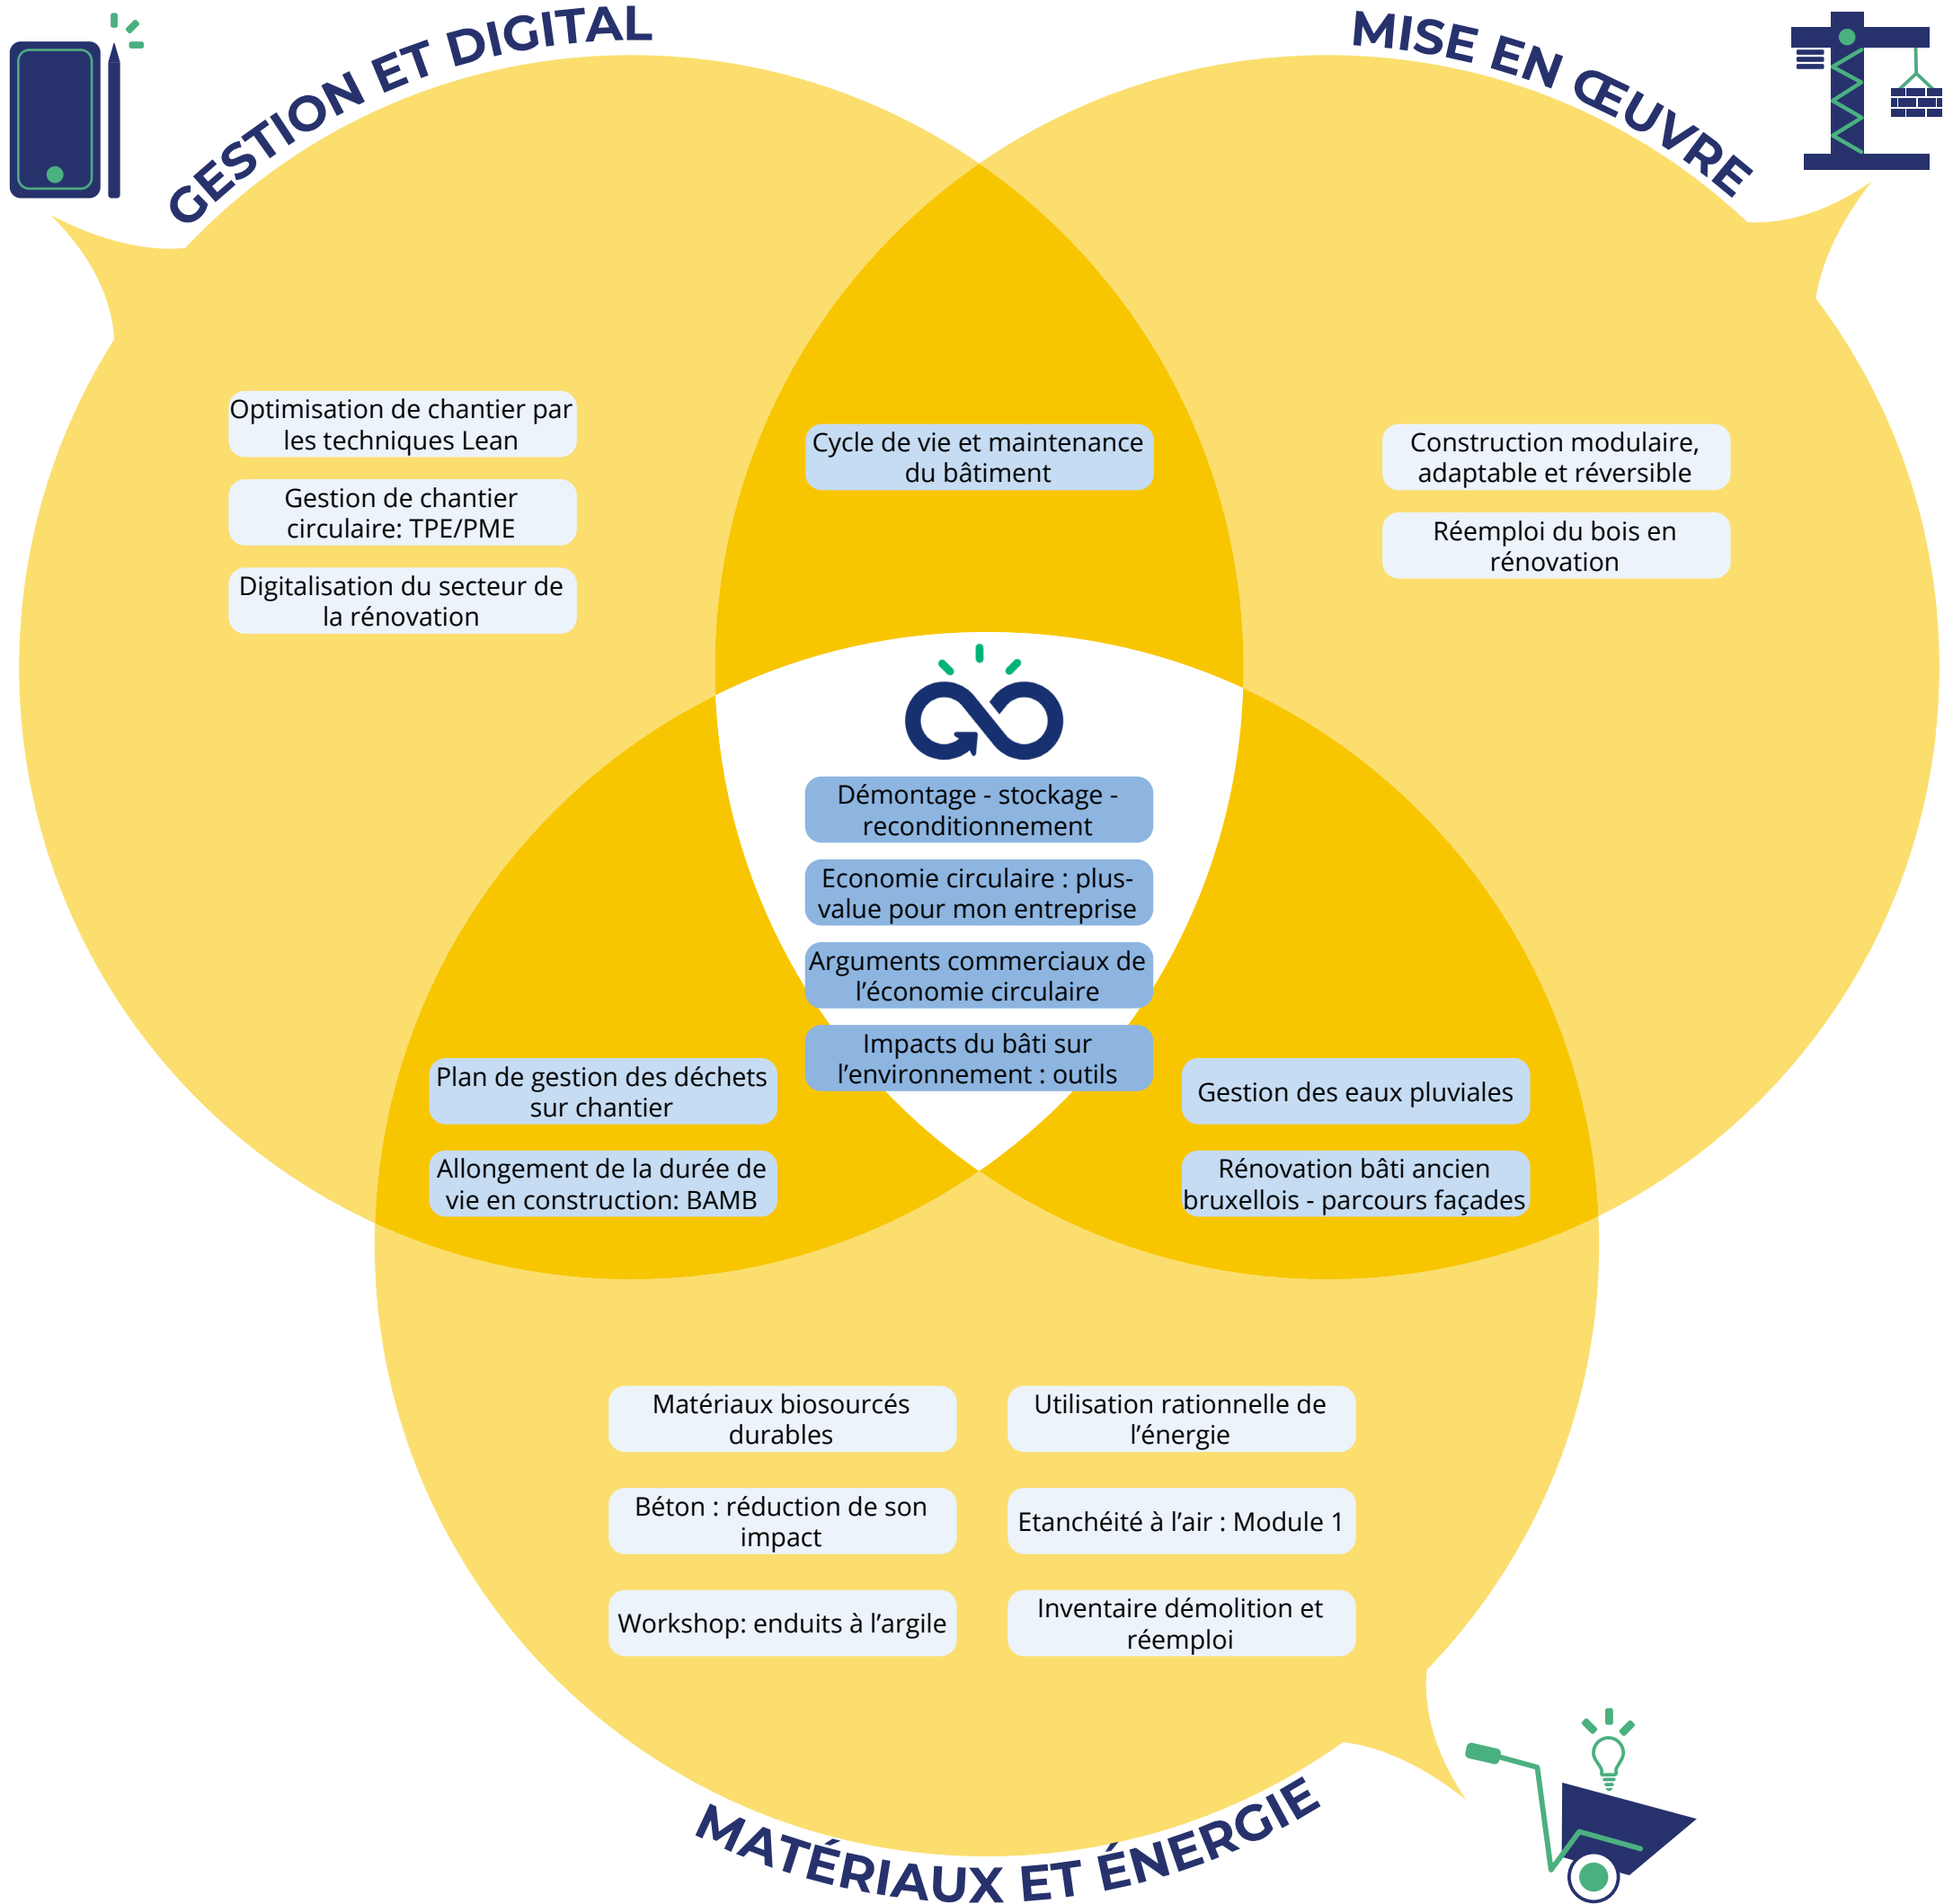 GESTION ET DIGITAL
MISE EN ŒUVRE
Optimisation de chantier par
les techniques Lean
Gestion de chantier
circulaire: TPE/PME
Digitalisation du secteur de
la rénovation
Cycle de vie et maintenance
du bâtiment
Construction modulaire,
adaptable et réversible
Réemploi du bois en
rénovation
Démontage - stockage -
reconditionnement
Economie circulaire : plus-
value pour mon entreprise
Arguments commerciaux de
l’économie circulaire
Impacts du bâti sur
l’environnement : outils
Plan de gestion des déchets
sur chantier
Allongement de la durée de
vie en construction: BAMB
Gestion des eaux pluviales
Rénovation bâti ancien
bruxellois - parcours façades
Matériaux biosourcés
durables
Béton : réduction de son
impact
Workshop: enduits à l’argile
Utilisation rationnelle de
l’énergie
Etanchéité à l’air : Module 1
Inventaire démolition et
réemploi
MATÉRIAUX ET ÉNERGIE